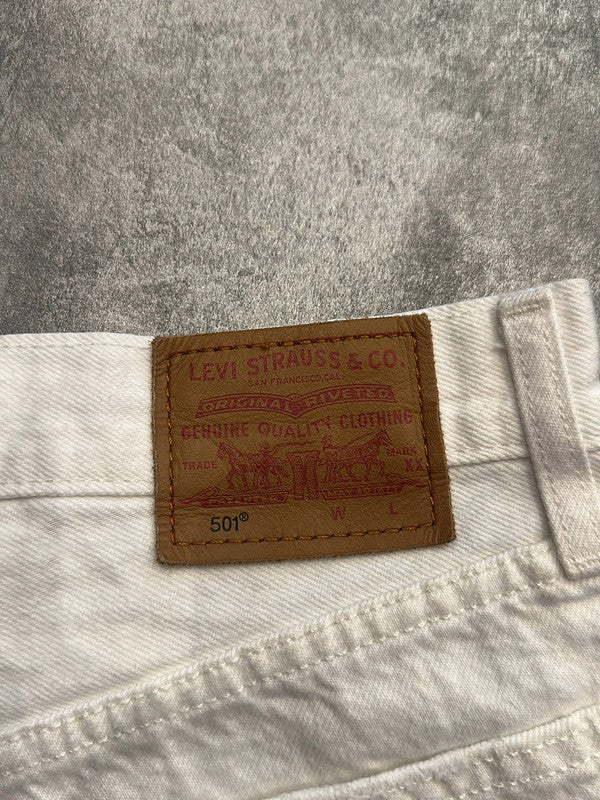 LEVI STRAUSS & CO.
SAN FRANCISCO, CAL.
ORIGINAL RIVETED
GENUINE QUALITY CLOTHING
TRADE MARK
XX
501® W L